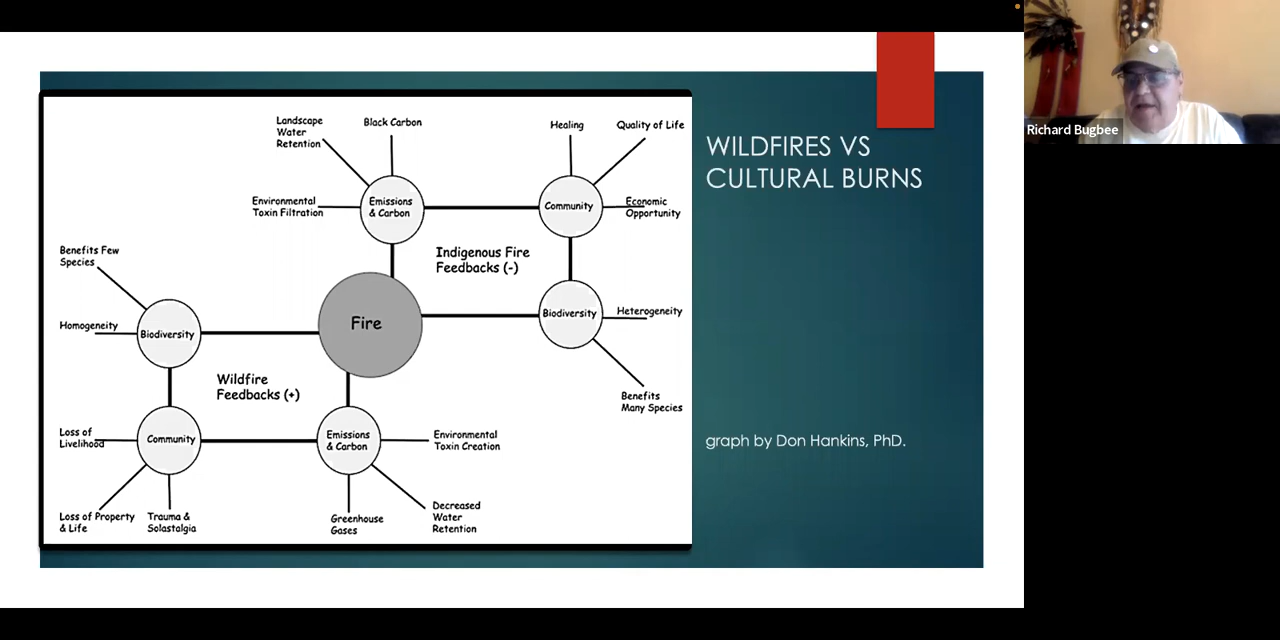 WILDFIRES VS
CULTURAL BURNS
graph by Don Hankins, PhD.
Landscape
Water
Retention
Black Carbon
Environmental
Toxin Filtration
Emissions
& Carbon
Healing
Quality of Life
Community
Economic
Opportunity
Indigenous Fire
Feedbacks (-)
Biodiversity
Heterogeneity
Benefits
Many Species
Fire
Benefits Few
Species
Homogeneity
Biodiversity
Wildfire
Feedbacks (+)
Loss of
Livelihood
Community
Loss of Property
& Life
Trauma &
Solastalgia
Emissions
& Carbon
Environmental
Toxin Creation
Greenhouse
Gases
Decreased
Water
Retention
Richard Bugbee